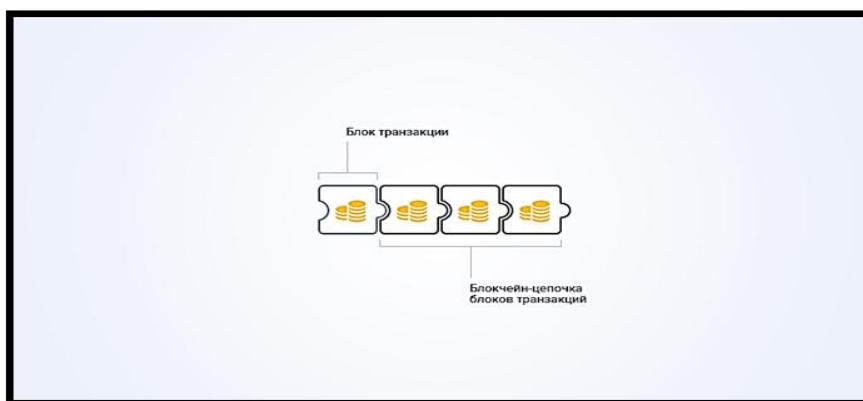 Блок транзакции
Блокчейн-цепочка
блоков транзакций